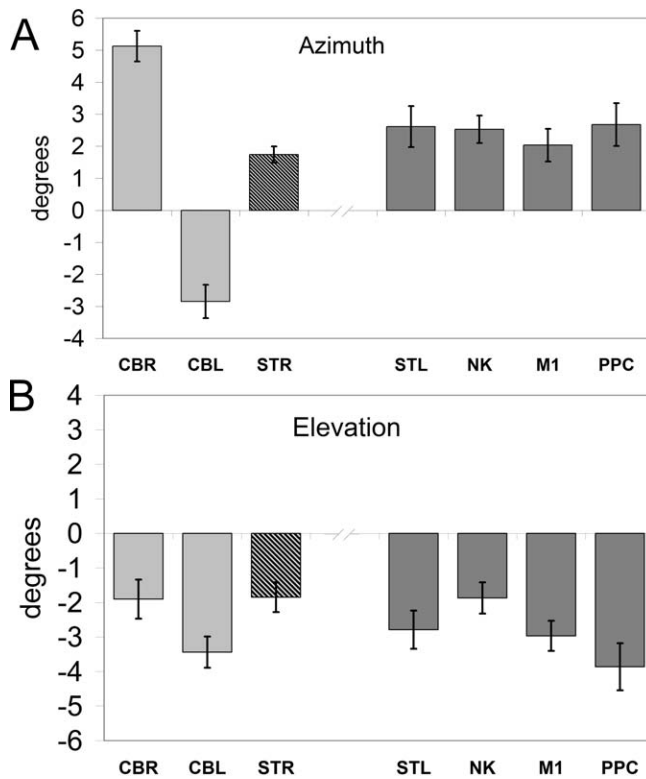 A
Azimuth
degrees
6
5
4
3
2
1
0
-1
-2
-3
-4
CBR CBL STR STL NK M1 PPC
B
Elevation
degrees
4
3
2
1
0
-1
-2
-3
-4
-5
-6
CBR CBL STR STL NK M1 PPC